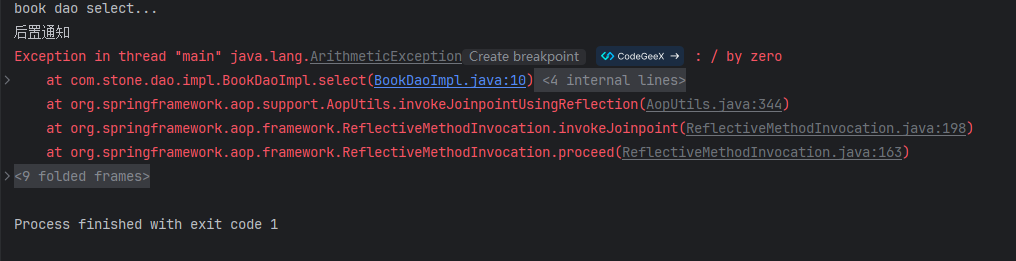 book dao select...
后置通知
Exception in thread "main" java.lang.ArithmeticException Create breakpoint CodeGeeX → : / by zero
at com.stone.dao.impl.BookDaoImpl.select(BookDaoImpl.java:10) <4 internal lines>
at org.springframework.aop.support.AopUtils.invokeJoinpointUsingReflection(AopUtils.java:344)
at org.springframework.aop.framework.ReflectiveMethodInvocation.invokeJoinpoint(ReflectiveMethodInvocation.java:198)
at org.springframework.aop.framework.ReflectiveMethodInvocation.proceed(ReflectiveMethodInvocation.java:163)
<9 folded frames>
Process finished with exit code 1